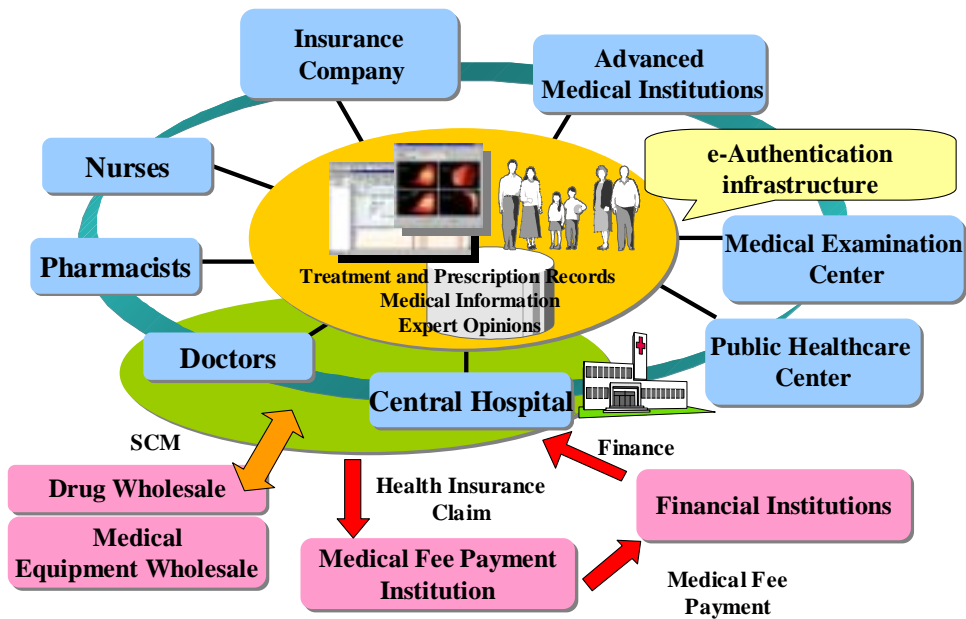 Insurance
Company
Advanced
Medical Institutions
e-Authentication
infrastructure
Nurses
Pharmacists
Treatment and Prescription Records
Medical Information
Expert Opinions
Medical Examination
Center
Doctors
Public Healthcare
Center
Central Hospital
SCM
Finance
Drug Wholesale
Health Insurance
Claim
Financial Institutions
Medical
Equipment Wholesale
Medical Fee Payment
Institution
Medical Fee
Payment